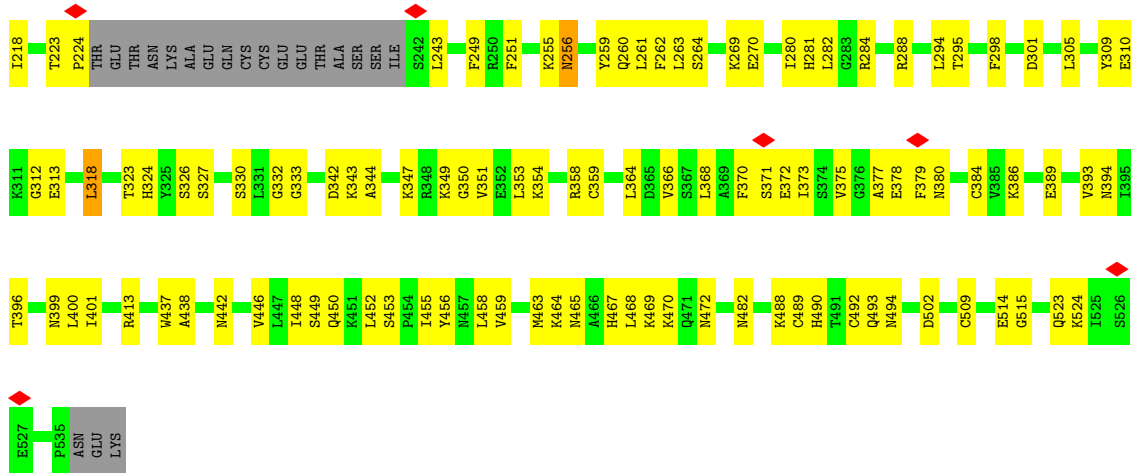 I218 T223 P224 THR GLU THR ASN LYS ALA GLU GLN CYS CYS GLU GLU THR ALA SER SER ILE S242 L243 F249 R250 F251 K255 N256 Y259 Q260 L261 F262 L263 S264 K269 E270 I280 H281 L282 G283 R284 R288 L294 T295 F298 D301 L305 Y309 E310
K311 G312 E313 L318 T323 H324 Y325 S326 S327 S330 L331 G332 G333 D342 K343 A344 K347 R348 K349 G350 V351 E352 L353 K354 R358 C359 L364 D365 V366 S367 L368 A369 F370 S371 E372 I373 S374 V375 G376 A377 E378 F379 N380 C384 V385 K386 E389 V393 N394 I395
T396 N399 L400 I401 R413 W437 A438 N442 V446 L447 I448 S449 Q450 K451 L452 S453 P454 I455 Y456 N457 L458 V459 M463 K464 N465 A466 H467 L468 K469 K470 Q471 N472 N482 K488 C489 H490 T491 C492 Q493 N494 D502 C509 E514 G515 Q523 K524 I525 S526
E527 P535 ASN GLU LYS